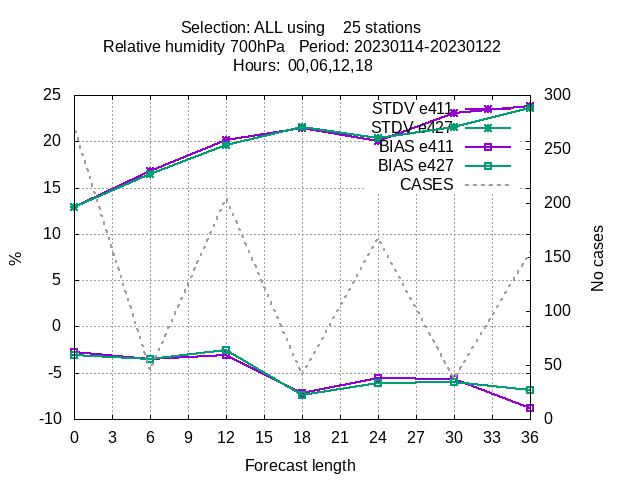 Selection: ALL using    25 stations
Relative humidity 700hPa   Period: 20230114-20230122
Hours:  00,06,12,18
STDV e411
STDV e427
BIAS e411
BIAS e427
CASES
25
20
15
10
5
0
-5
-10
%
300
250
200
150
100
50
0
No cases
0 3 6 9 12 15 18 21 24 27 30 33 36
Forecast length